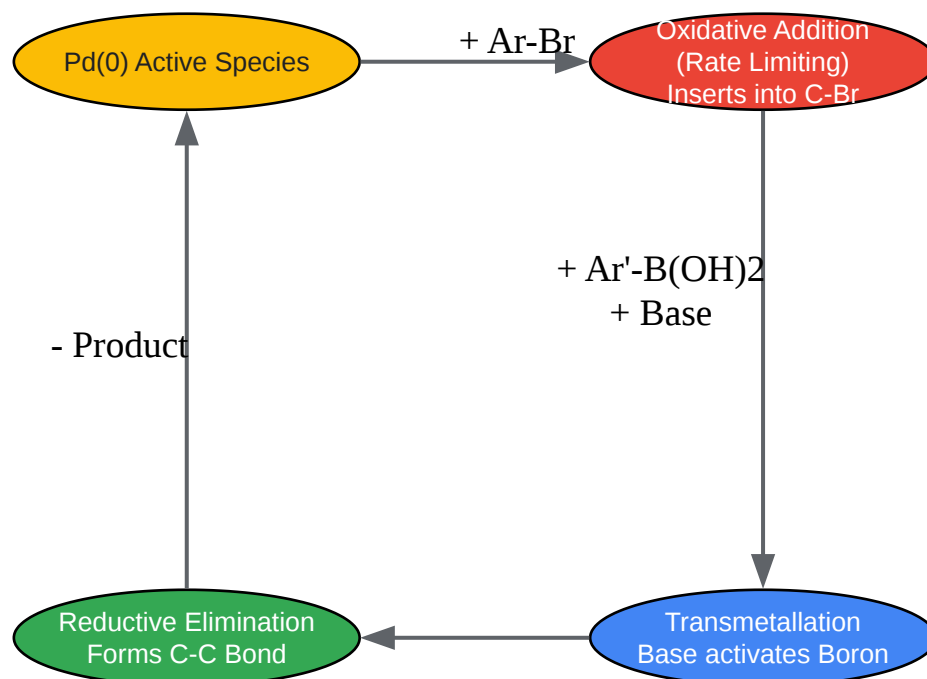 Pd(0) Active Species
+ Ar-Br
Oxidative Addition
(Rate Limiting)
Inserts into C-Br
+ Ar'-B(OH)2
+ Base
- Product
Reductive Elimination
Forms C-C Bond
Transmetallation
Base activates Boron